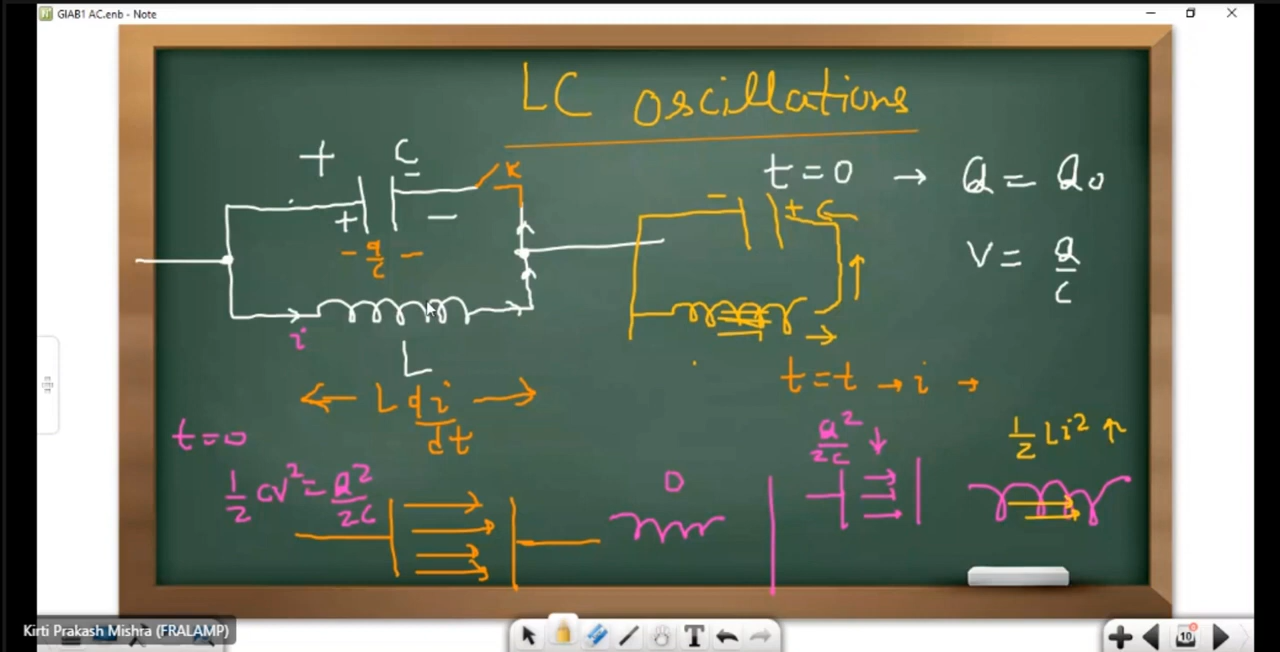 GIAB1 AC.enb - Note
LC oscillations
+ C
K
+ -
- q/c -
i
L
← L di/dt →
t=0 → Q = Q₀
V = Q/C
- + C
t=t → i →
t=0
1/2 CV² = Q²/2C
0
Q²/2C ↓
1/2 Li² ↑
Kirti Prakash Mishra (FRALAMP)
T
10